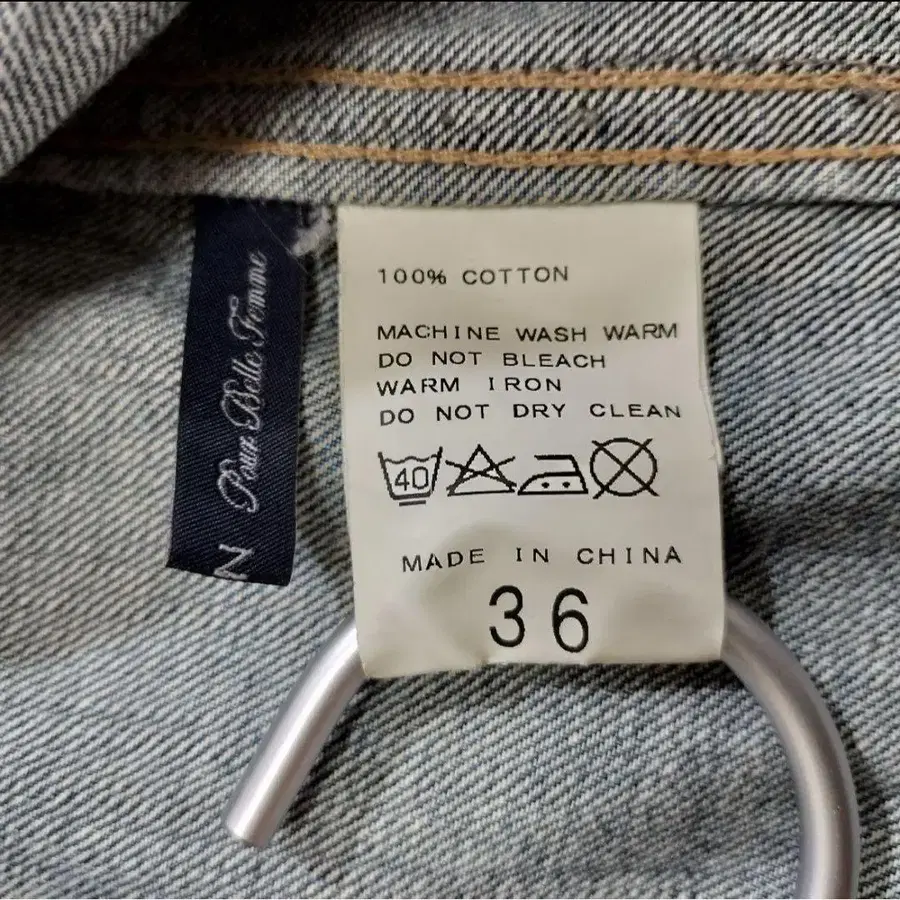 Pour Belle Femme
N
100% COTTON
MACHINE WASH WARM
DO NOT BLEACH
WARM IRON
DO NOT DRY CLEAN
40
MADE IN CHINA
36